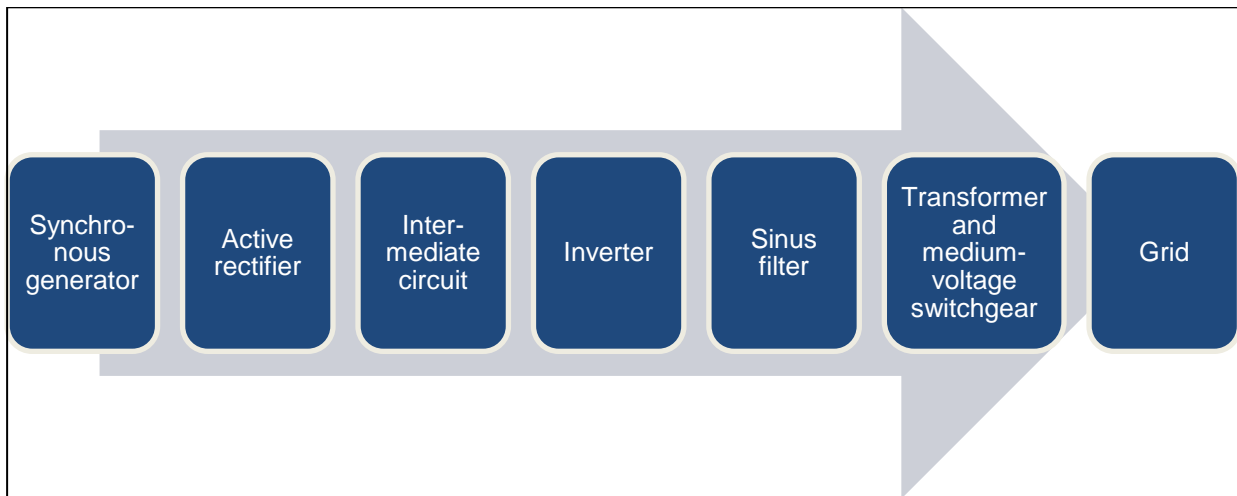 Synchro-
nous
generator
Active
rectifier
Inter-
mediate
circuit
Inverter
Sinus
filter
Transformer
and
medium-
voltage
switchgear
Grid